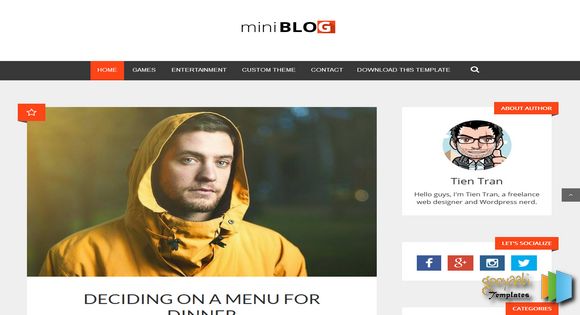 mini BLOG
HOME GAMES ENTERTAINMENT CUSTOM THEME CONTACT DOWNLOAD THIS TEMPLATE
ABOUT AUTHOR
Tien Tran
Hello guys, I'm Tien Tran, a freelance
web designer and Wordpress nerd.
LET'S SOCIALIZE
gooyaabi
Templates
CATEGORIES
DECIDING ON A MENU FOR
DINNER